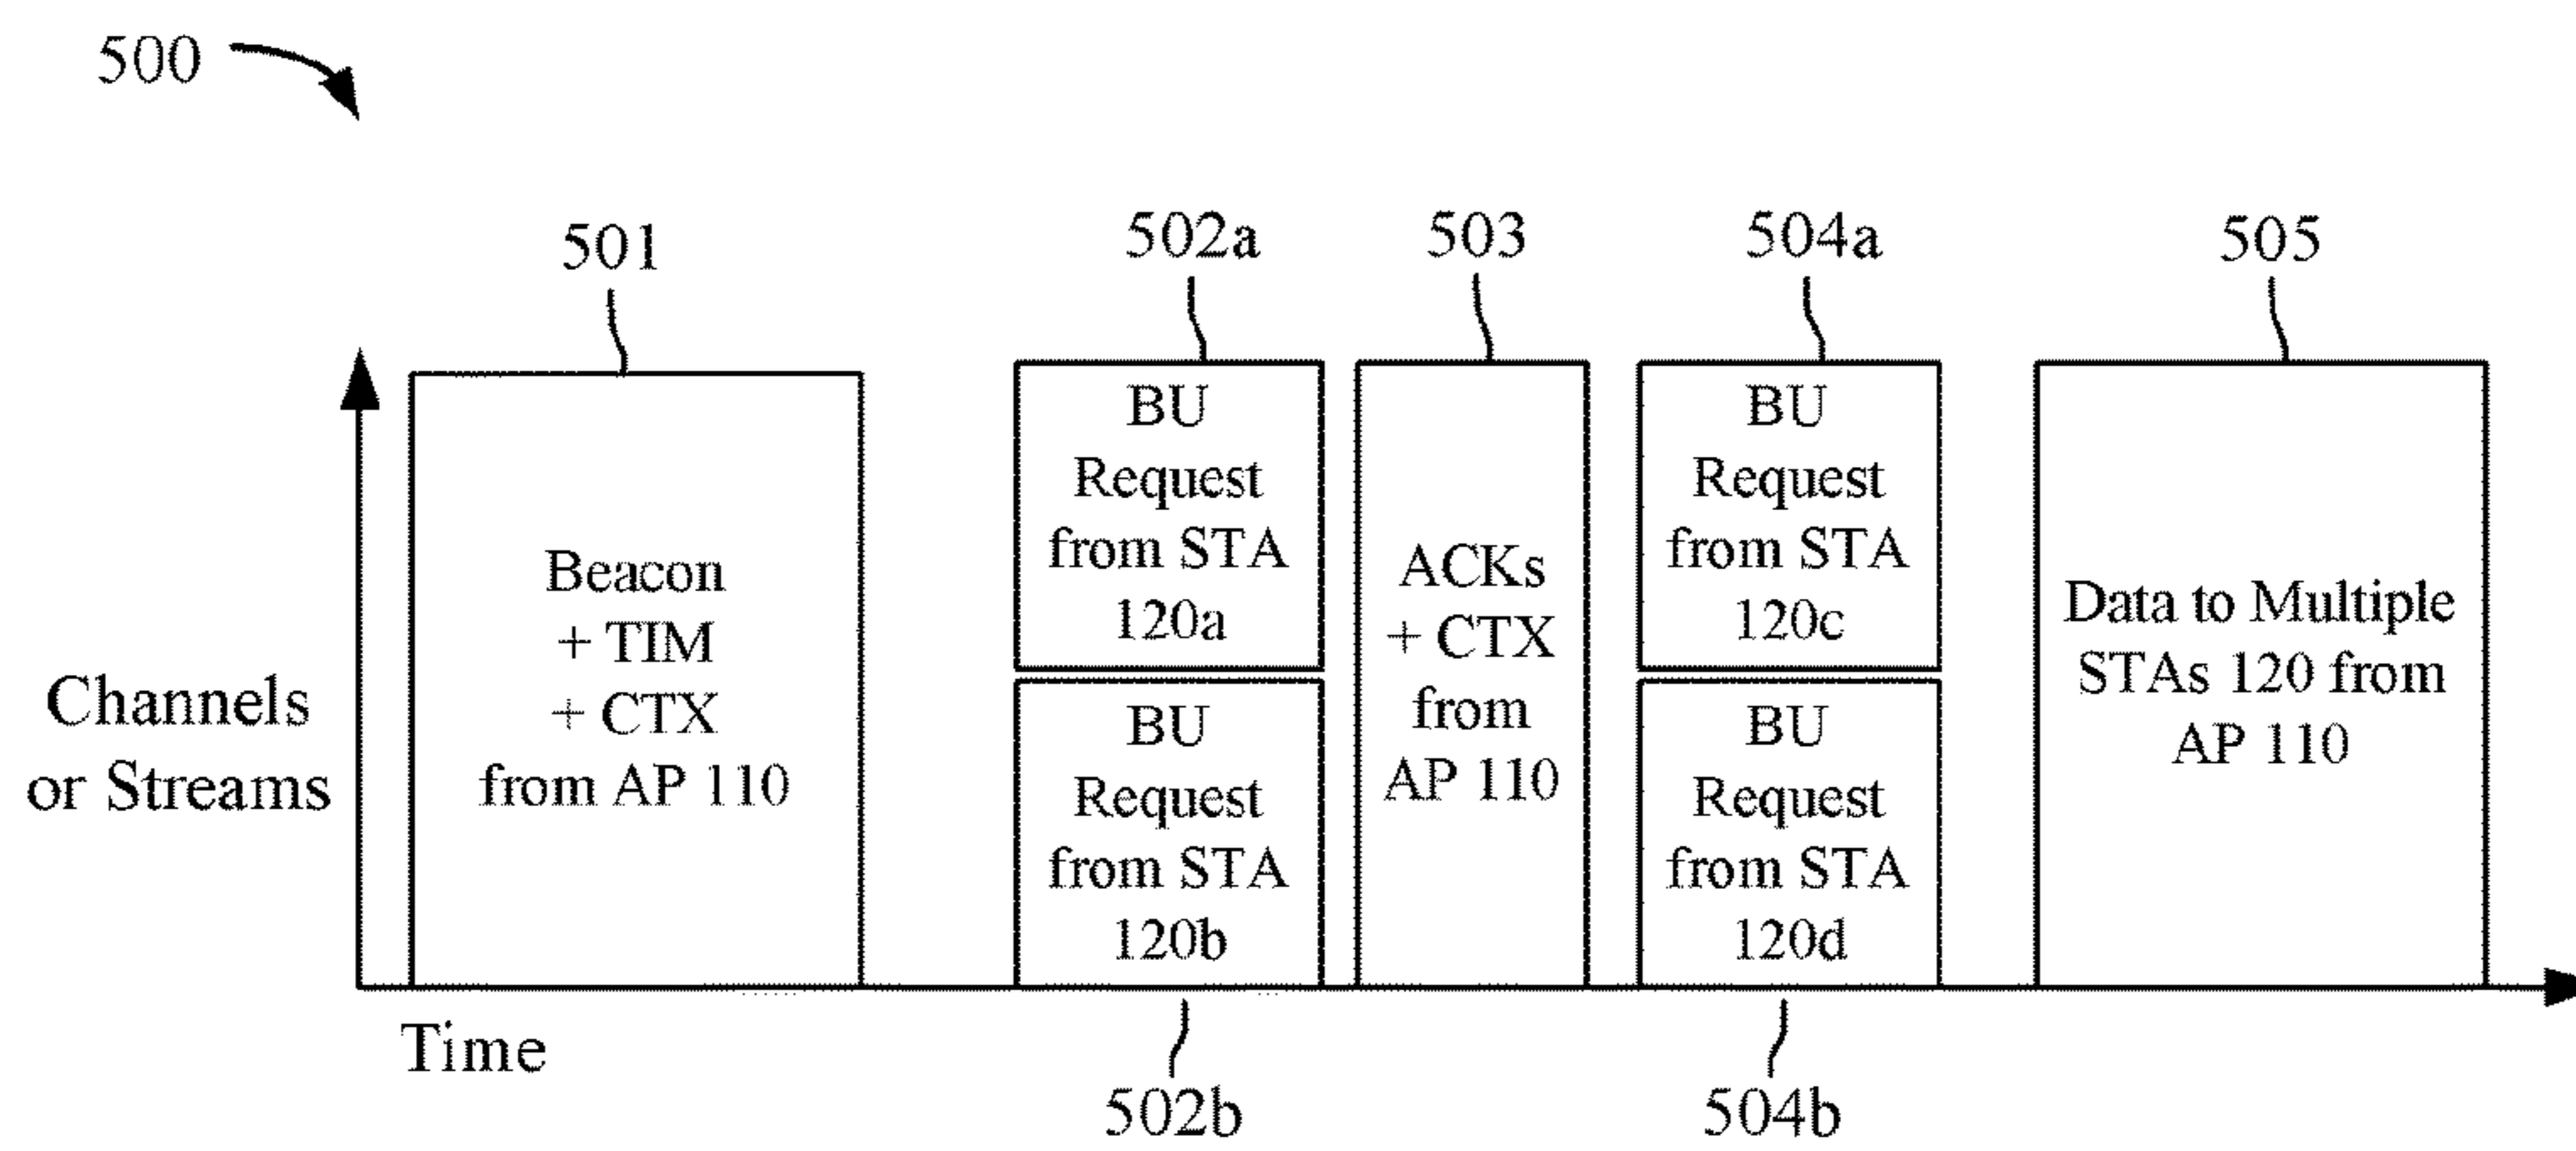 500
501
502a
503
504a
505
Channels
or Streams
Beacon
+ TIM
+ CTX
from AP 110
BU
Request
from STA
120a
BU
Request
from STA
120b
ACKs
+ CTX
from
AP 110
BU
Request
from STA
120c
BU
Request
from STA
120d
Data to Multiple
STAs 120 from
AP 110
Time
502b
504b